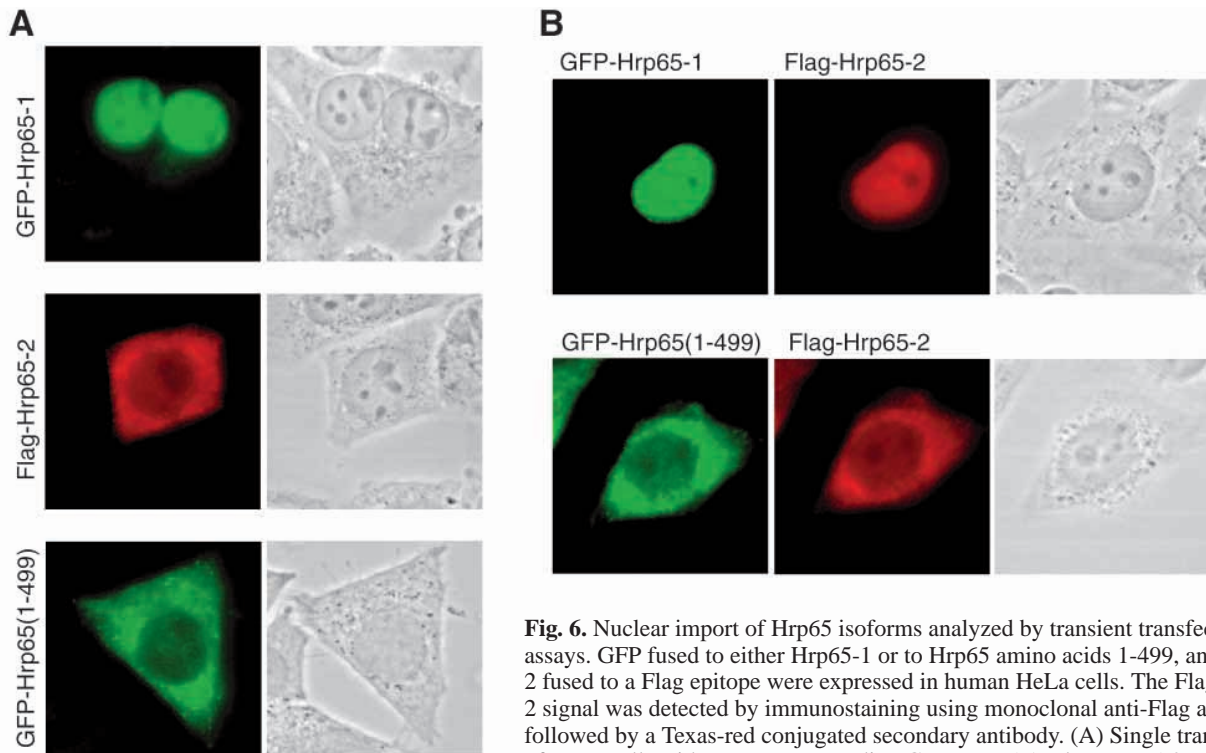 A
GFP-Hrp65-1
Flag-Hrp65-2
GFP-Hrp65(1-499)
B
GFP-Hrp65-1 Flag-Hrp65-2
GFP-Hrp65(1-499) Flag-Hrp65-2
Fig. 6. Nuclear import of Hrp65 isoforms analyzed by transient transfec
assays. GFP fused to either Hrp65-1 or to Hrp65 amino acids 1-499, an
2 fused to a Flag epitope were expressed in human HeLa cells. The Flag
2 signal was detected by immunostaining using monoclonal anti-Flag a
followed by a Texas-red conjugated secondary antibody. (A) Single tran